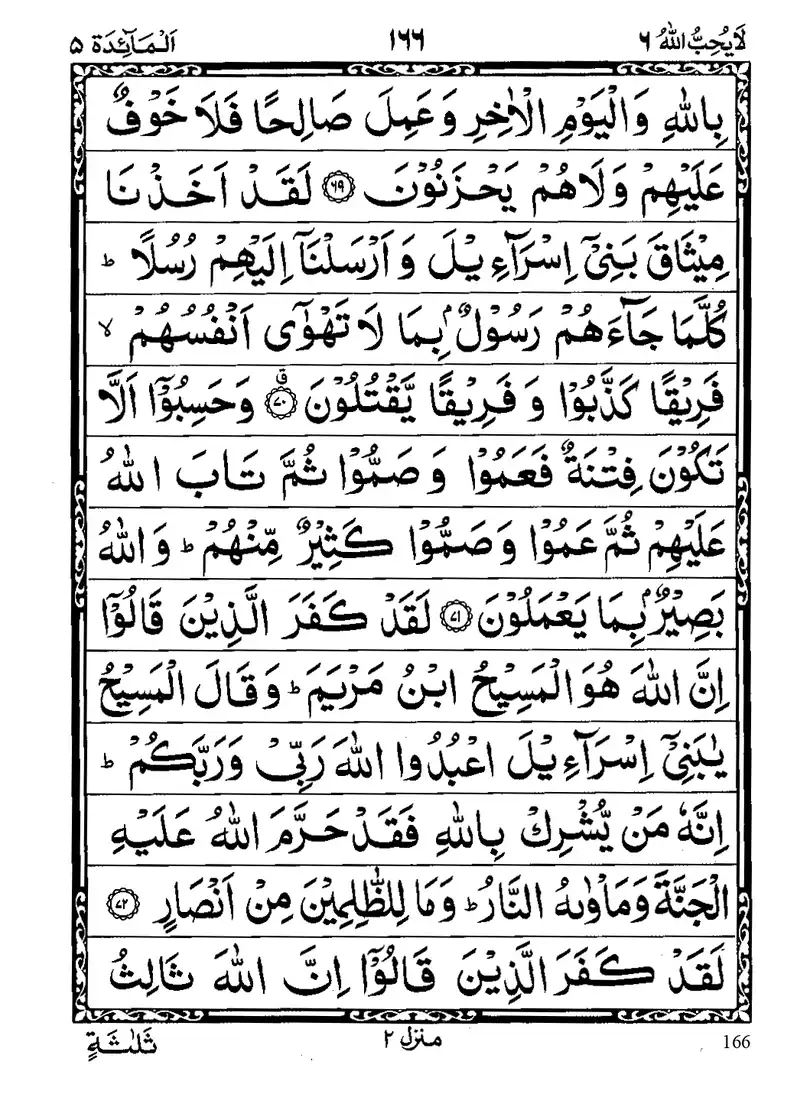 لَا يُحِبُّ اللهُ ٦ ١٦٦ اَلْمَآئِدَة ٥
بِاللّٰهِ وَالْيَوْمِ الْاٰخِرِ وَعَمِلَ صَالِحًا فَلَا خَوْفٌ
عَلَيْهِمْ وَلَا هُمْ يَحْزَنُوْنَ ۝٦٩ لَقَدْ اَخَذْنَا
مِيْثَاقَ بَنِيْٓ اِسْرَآءِيْلَ وَاَرْسَلْنَآ اِلَيْهِمْ رُسُلًا ؕ
كُلَّمَا جَآءَهُمْ رَسُوْلٌۢ بِمَا لَا تَهْوٰٓى اَنْفُسُهُمْ ۙ
فَرِيْقًا كَذَّبُوْا وَفَرِيْقًا يَّقْتُلُوْنَ ۝٧٠ ۗ وَحَسِبُوْٓا اَلَّا
تَكُوْنَ فِتْنَةٌ فَعَمُوْا وَصَمُّوْا ثُمَّ تَابَ اللّٰهُ
عَلَيْهِمْ ثُمَّ عَمُوْا وَصَمُّوْا كَثِيْرٌ مِّنْهُمْ ؕ وَاللّٰهُ
بَصِيْرٌۢ بِمَا يَعْمَلُوْنَ ۝٧١ لَقَدْ كَفَرَ الَّذِيْنَ قَالُوْٓا
اِنَّ اللّٰهَ هُوَ الْمَسِيْحُ ابْنُ مَرْيَمَ ؕ وَقَالَ الْمَسِيْحُ
يٰبَنِيْٓ اِسْرَآءِيْلَ اعْبُدُوا اللّٰهَ رَبِّيْ وَرَبَّكُمْ ؕ
اِنَّهٗ مَنْ يُّشْرِكْ بِاللّٰهِ فَقَدْ حَرَّمَ اللّٰهُ عَلَيْهِ
الْجَنَّةَ وَمَاْوٰىهُ النَّارُ ؕ وَمَا لِلظّٰلِمِيْنَ مِنْ اَنْصَارٍ ۝٧٢
لَقَدْ كَفَرَ الَّذِيْنَ قَالُوْٓا اِنَّ اللّٰهَ ثَالِثُ
166 منزل ٢ ثَلٰثَةٍ